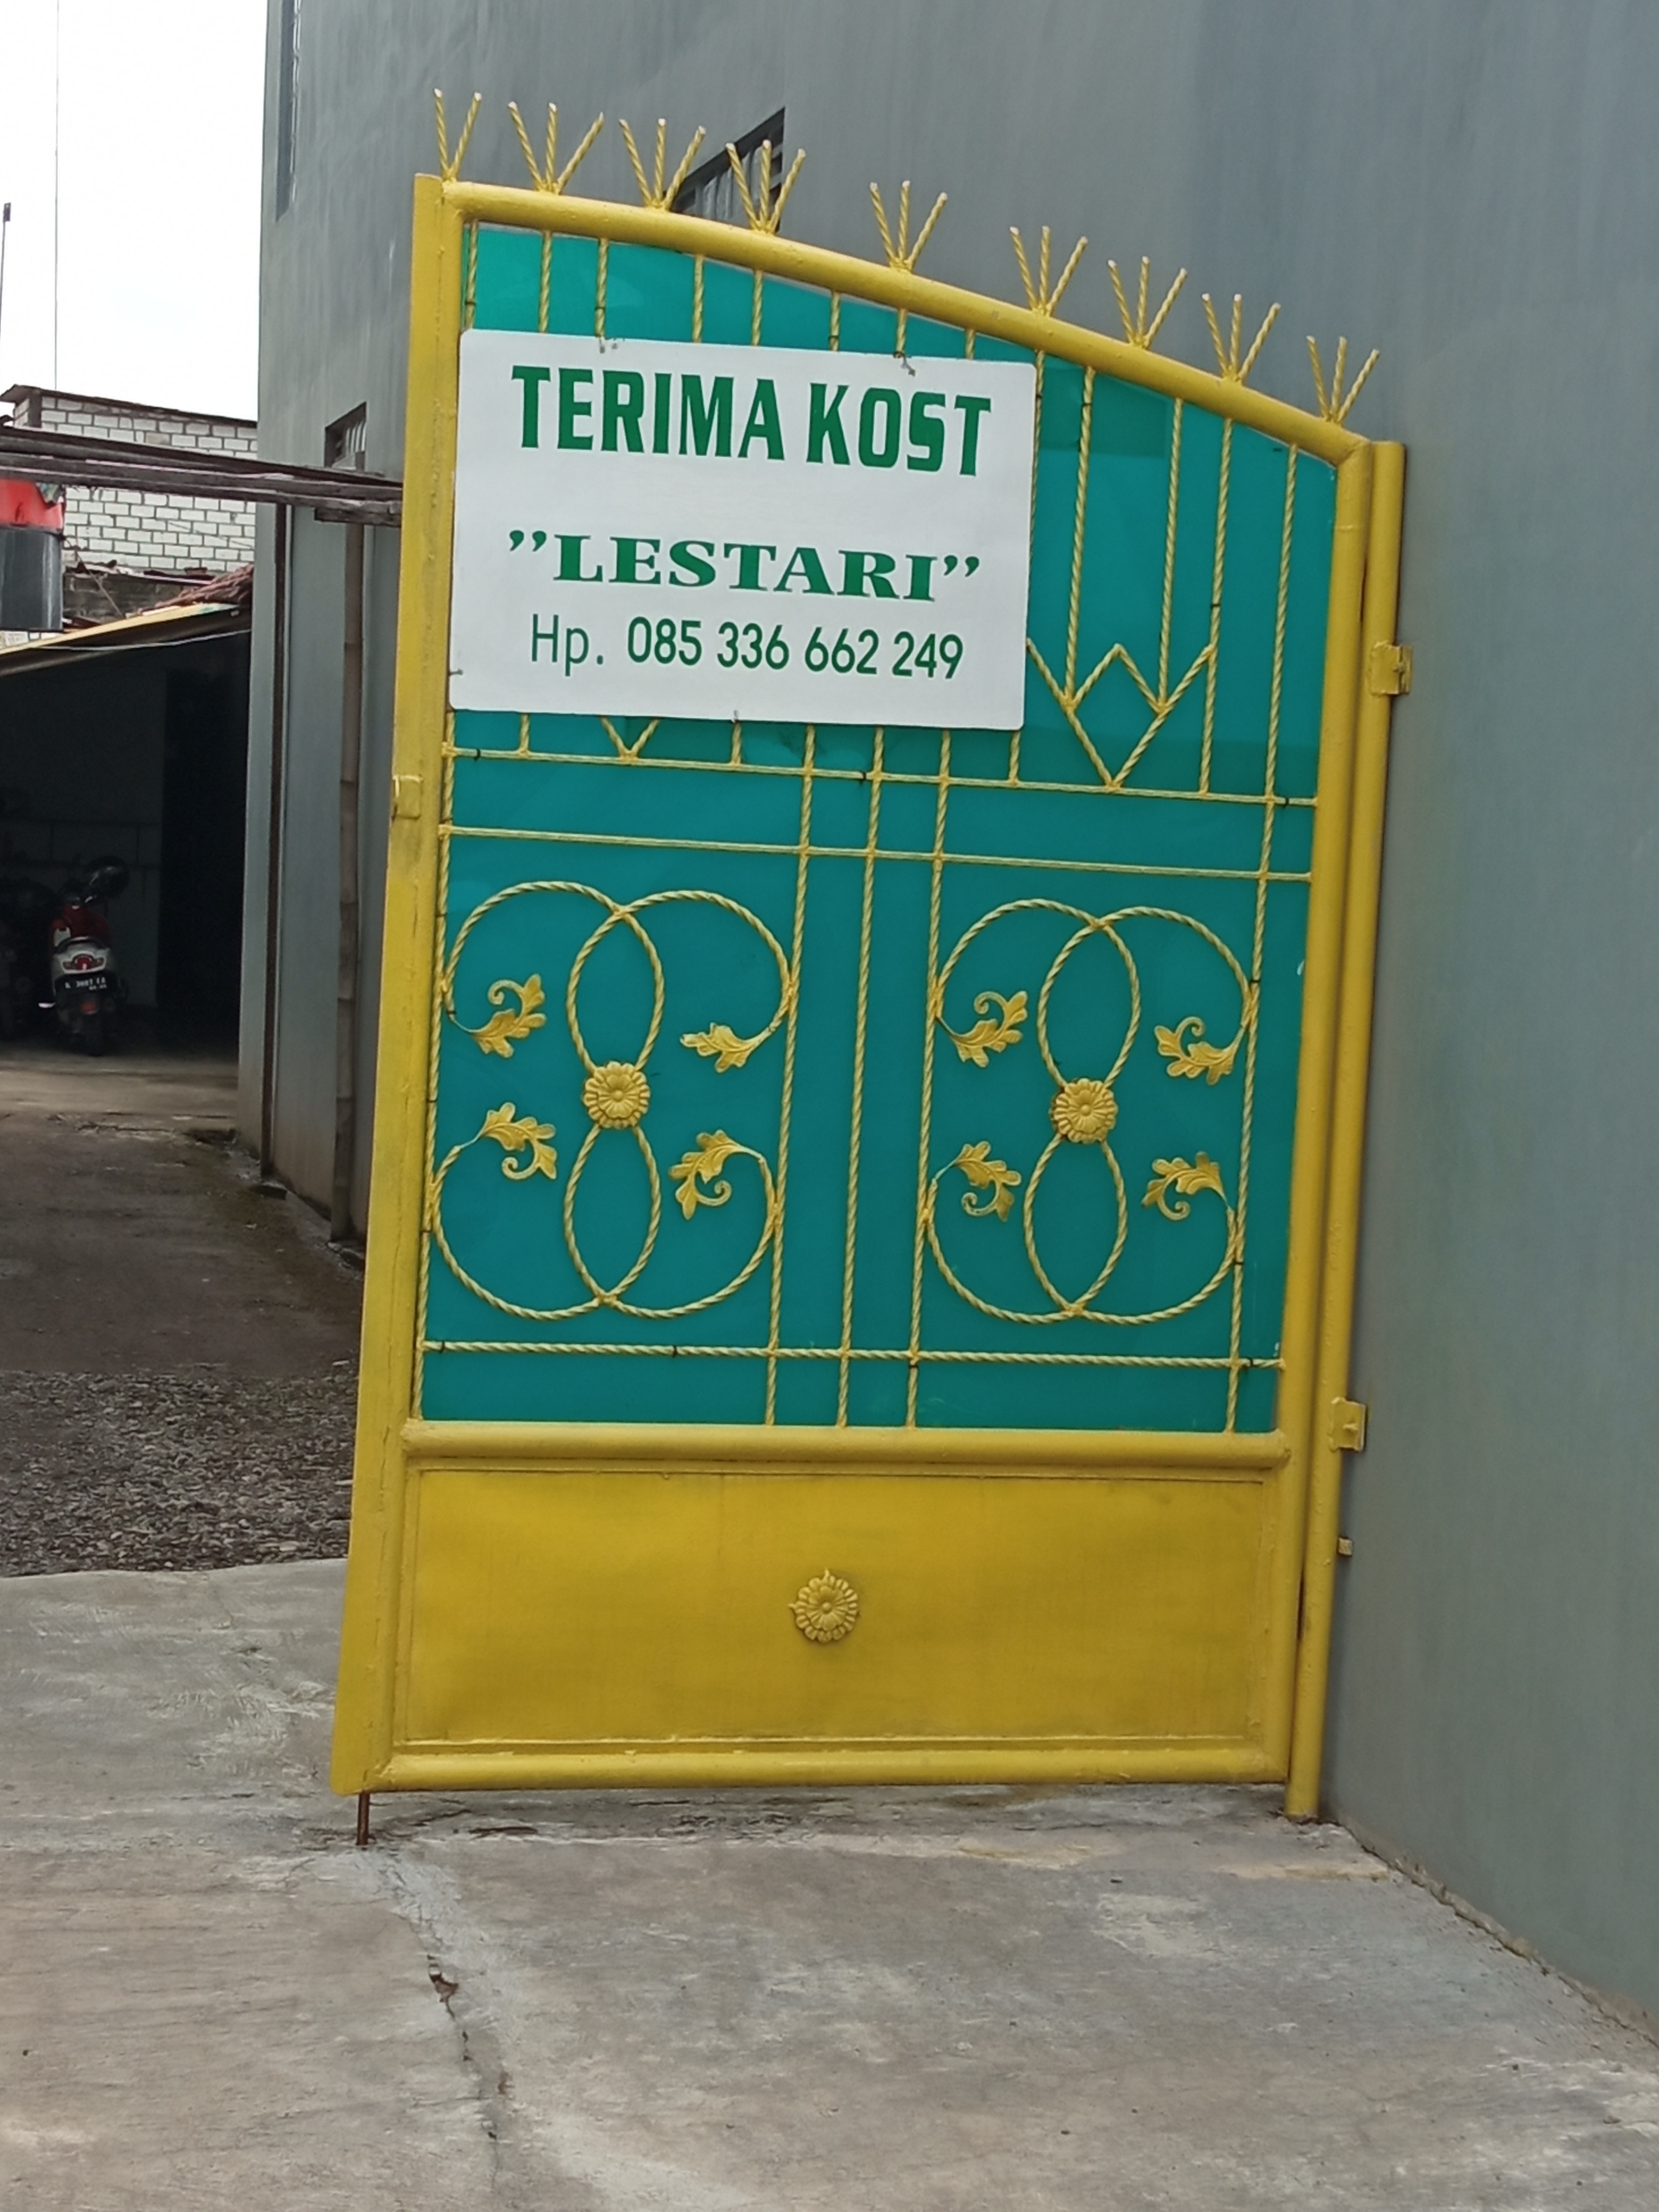 TERIMA KOST
”LESTARI”
Hp. 085 336 662 249